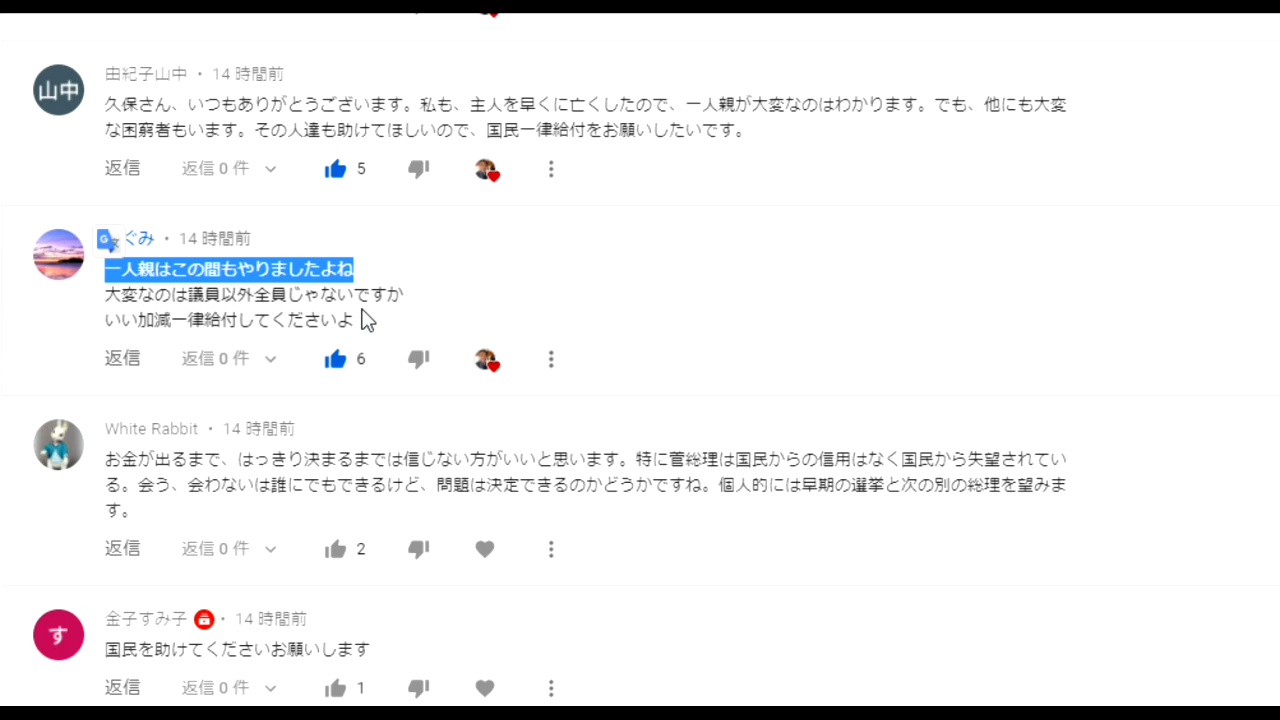 山中
由紀子山中 • 14 時間前
久保さん、いつもありがとうございます。私も、主人を早くに亡くしたので、一人親が大変なのはわかります。でも、他にも大変
な困窮者もいます。その人達も助けてほしいので、国民一律給付をお願いしたいです。
返信 返信 0 件 5
ぐみ • 14 時間前
一人親はこの間もやりましたよね
大変なのは議員以外全員じゃないですか
いい加減一律給付してくださいよ
返信 返信 0 件 6
White Rabbit • 14 時間前
お金が出るまで、はっきり決まるまでは信じない方がいいと思います。特に菅総理は国民からの信用はなく国民から失望されてい
る。会う、会わないは誰にでもできるけど、問題は決定できるのかどうかですね。個人的には早期の選挙と次の別の総理を望みま
す。
返信 返信 0 件 2
す
金子すみ子 • 14 時間前
国民を助けてくださいお願いします
返信 返信 0 件 1